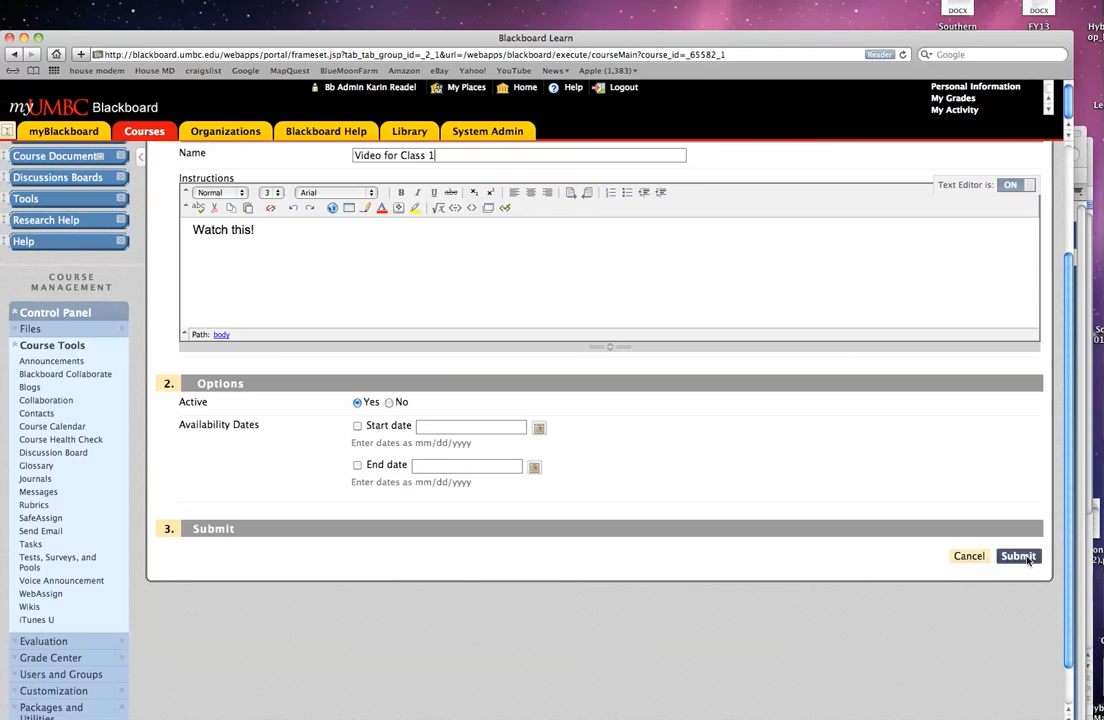 DOCX
DOCX
Southern
FY13
Blackboard Learn
http://blackboard.umbc.edu/webapps/portal/frameset.jsp?tab_tab_group_id=_2_1&url=/webapps/blackboard/execute/courseMain?course_id=_65582_1
Reader
Google
house modem House MD craigslist Google MapQuest BlueMoonFarm Amazon eBay Yahoo! YouTube News Apple (1,383)
Bb Admin Karin Readel My Places Home Help Logout
Personal Information
My Grades
My Activity
myUMBC Blackboard
myBlackboard Courses Organizations Blackboard Help Library System Admin
Course Document
Discussions Boards
Tools
Research Help
Help
COURSE
MANAGEMENT
Control Panel
Files
Course Tools
Announcements
Blackboard Collaborate
Blogs
Collaboration
Contacts
Course Calendar
Course Health Check
Discussion Board
Glossary
Journals
Messages
Rubrics
SafeAssign
Send Email
Tasks
Tests, Surveys, and
Pools
Voice Announcement
WebAssign
Wikis
iTunes U
Evaluation
Grade Center
Users and Groups
Customization
Packages and
Utilities
Name
Video for Class 1
Instructions
Text Editor is: ON
Normal 3 Arial B I U abc
Watch this!
Path: body
2. Options
Active
Yes No
Availability Dates
Start date
Enter dates as mm/dd/yyyy
End date
Enter dates as mm/dd/yyyy
3. Submit
Cancel Submit